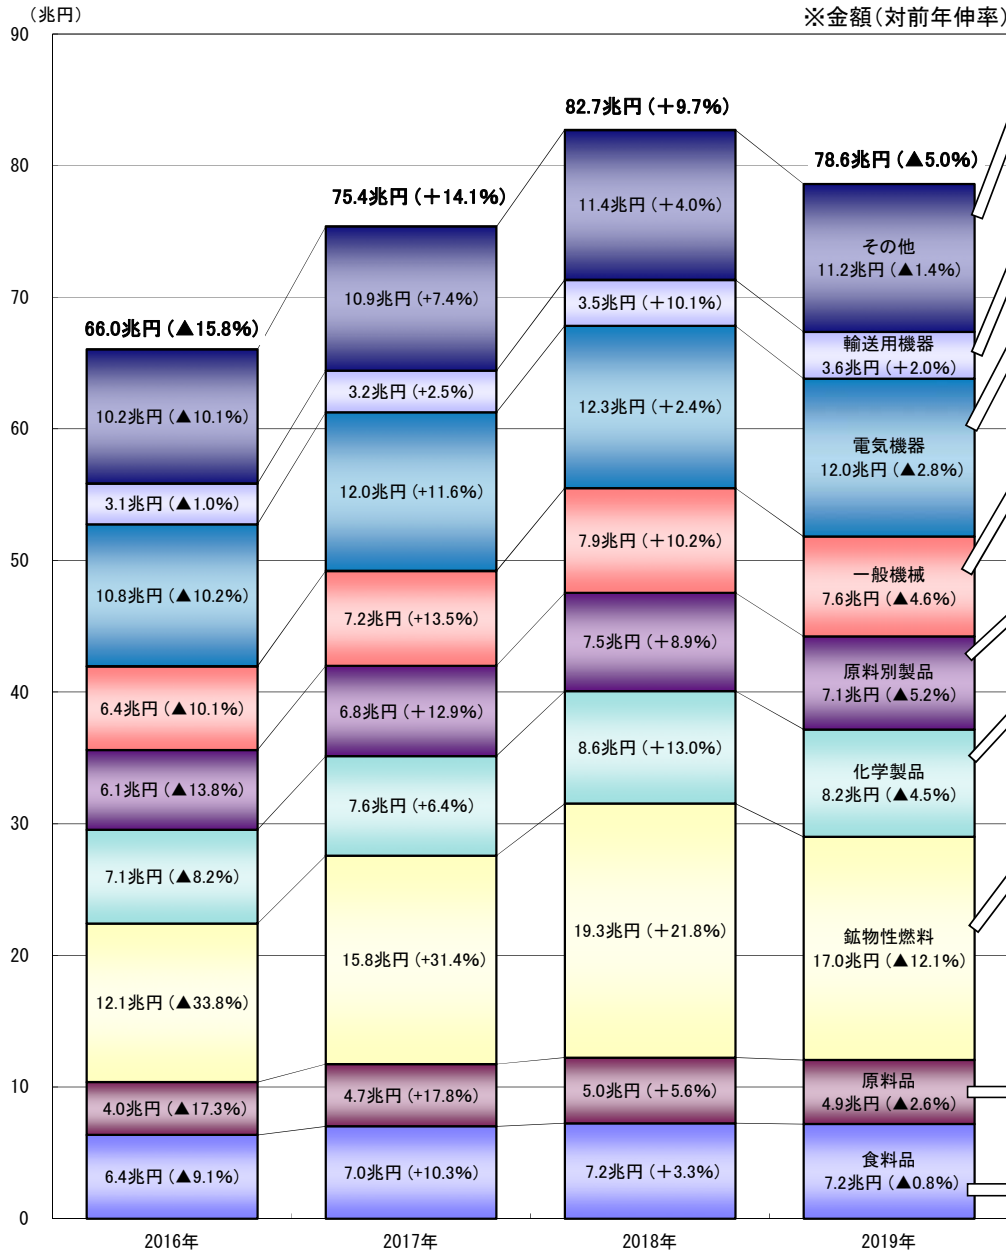 （兆円）
※金額（対前年伸率）
90
80
70
60
50
40
30
20
10
0
66.0兆円（▲15.8%）
10.2兆円（▲10.1%）
3.1兆円（▲1.0%）
10.8兆円（▲10.2%）
6.4兆円（▲10.1%）
6.1兆円（▲13.8%）
7.1兆円（▲8.2%）
12.1兆円（▲33.8%）
4.0兆円（▲17.3%）
6.4兆円（▲9.1%）
2016年
75.4兆円（＋14.1%）
10.9兆円（+7.4%）
3.2兆円（+2.5%）
12.0兆円（+11.6%）
7.2兆円（+13.5%）
6.8兆円（＋12.9%）
7.6兆円（+6.4%）
15.8兆円（+31.4%）
4.7兆円（+17.8%）
7.0兆円（+10.3%）
2017年
82.7兆円（＋9.7%）
11.4兆円（＋4.0%）
3.5兆円（＋10.1%）
12.3兆円（＋2.4%）
7.9兆円（＋10.2%）
7.5兆円（＋8.9%）
8.6兆円（＋13.0%）
19.3兆円（＋21.8%）
5.0兆円（＋5.6%）
7.2兆円（＋3.3%）
2018年
78.6兆円（▲5.0%）
その他
11.2兆円（▲1.4%）
輸送用機器
3.6兆円（＋2.0%）
電気機器
12.0兆円（▲2.8%）
一般機械
7.6兆円（▲4.6%）
原料別製品
7.1兆円（▲5.2%）
化学製品
8.2兆円（▲4.5%）
鉱物性燃料
17.0兆円（▲12.1%）
原料品
4.9兆円（▲2.6%）
食料品
7.2兆円（▲0.8%）
2019年